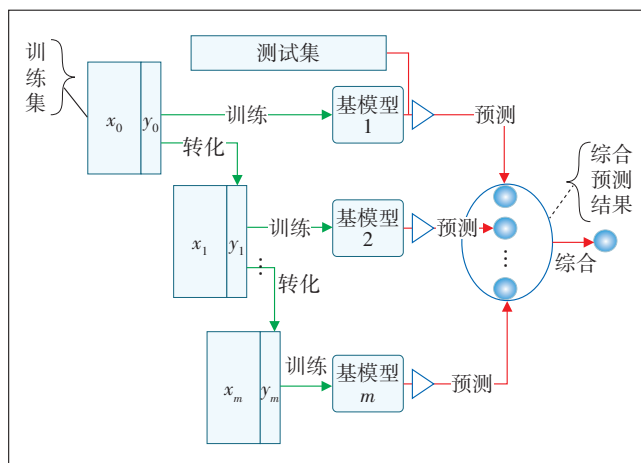 训
练
集
测试集
x0 y0
训练
基模型
1
预测
转化
综合
预测
结果
x1 y1
训练
基模型
2
预测
综合
⋮
转化
⋮
xm ym
训练
基模型
m
预测